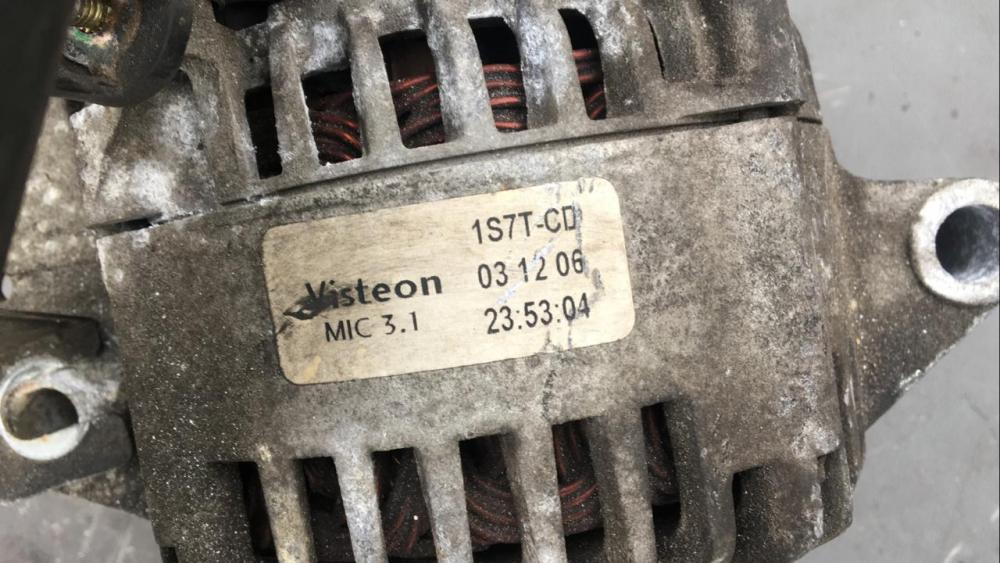 1S7T-CD
Visteon 03 12 06
MIC 3.1 23:53:04